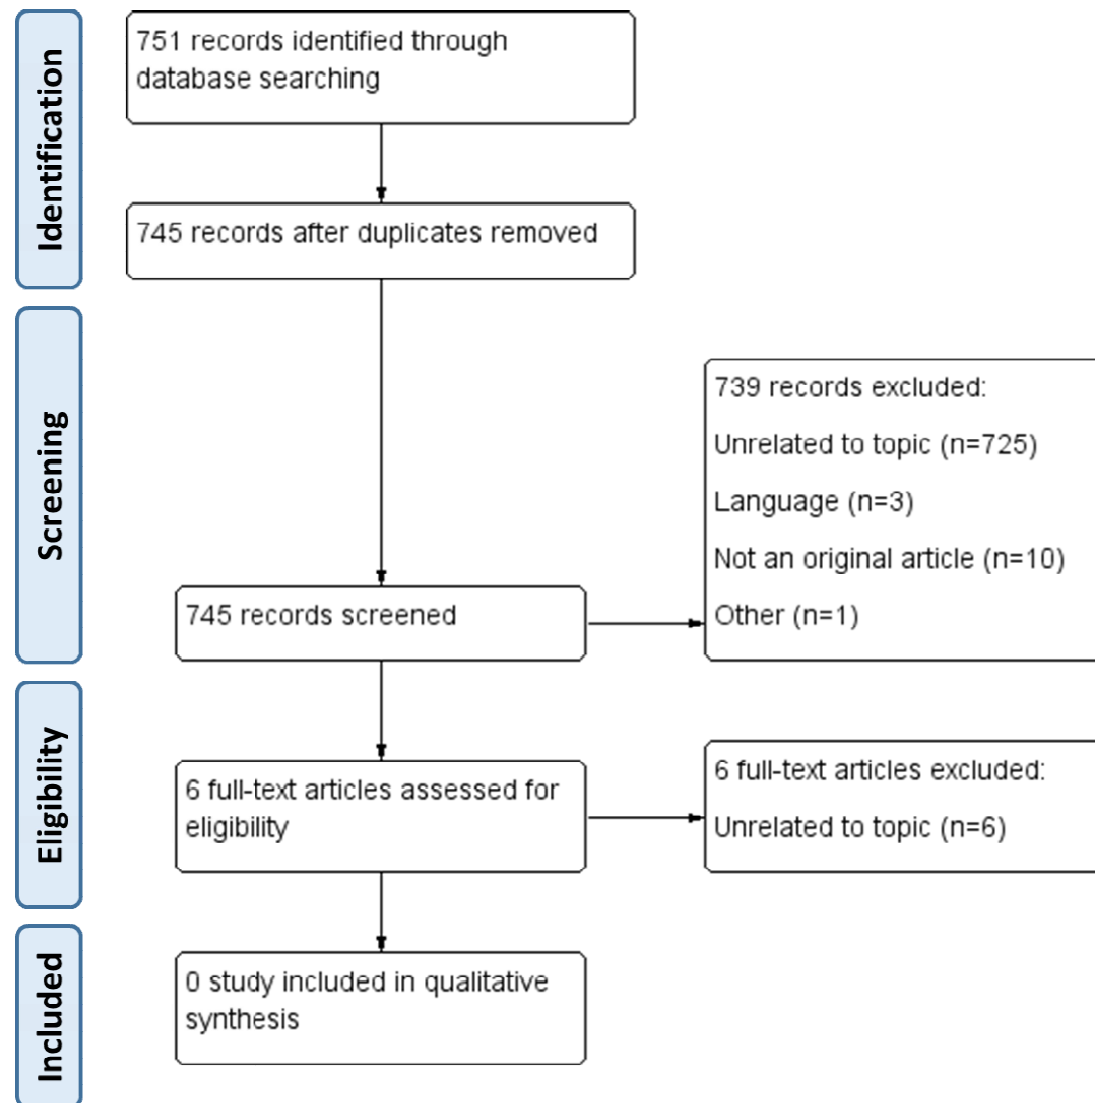 Identification
751 records identified through
database searching
745 records after duplicates removed
Screening
739 records excluded:
Unrelated to topic (n=725)
Language (n=3)
Not an original article (n=10)
Other (n=1)
745 records screened
Eligibility
6 full-text articles assessed for
eligibility
6 full-text articles excluded:
Unrelated to topic (n=6)
Included
0 study included in qualitative
synthesis